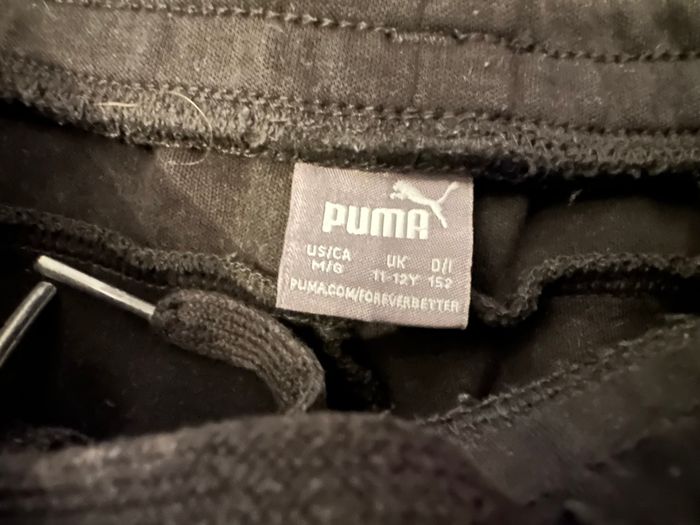 PUMA
US/CA UK D/I
M/G 11-12Y 152
PUMA.COM/FOREVERBETTER